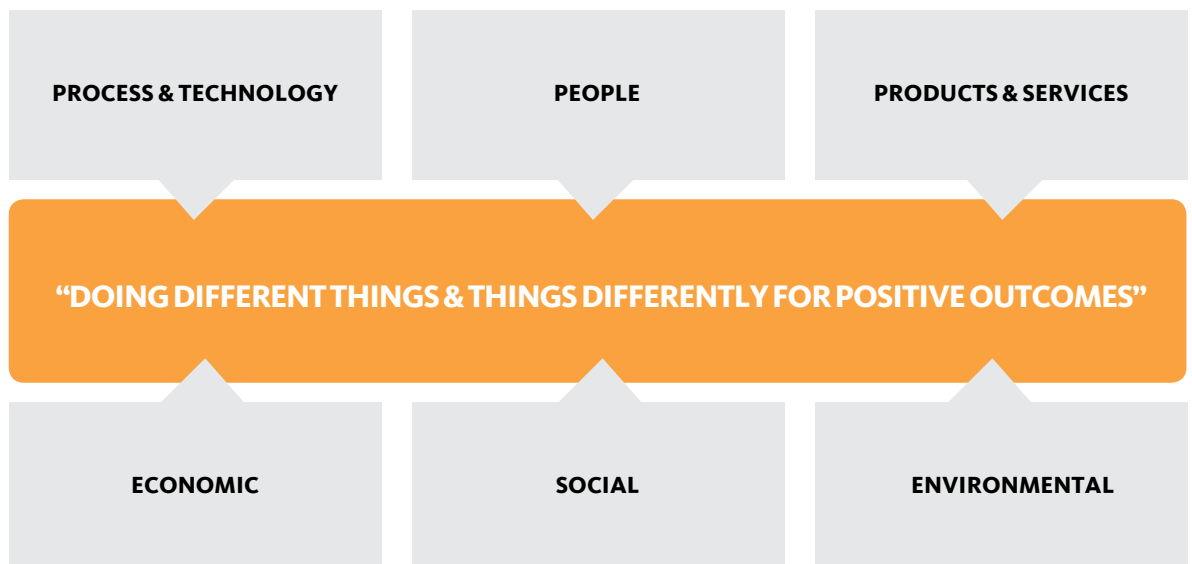 PROCESS & TECHNOLOGY
PEOPLE
PRODUCTS & SERVICES
“DOING DIFFERENT THINGS & THINGS DIFFERENTLY FOR POSITIVE OUTCOMES”
ECONOMIC
SOCIAL
ENVIRONMENTAL